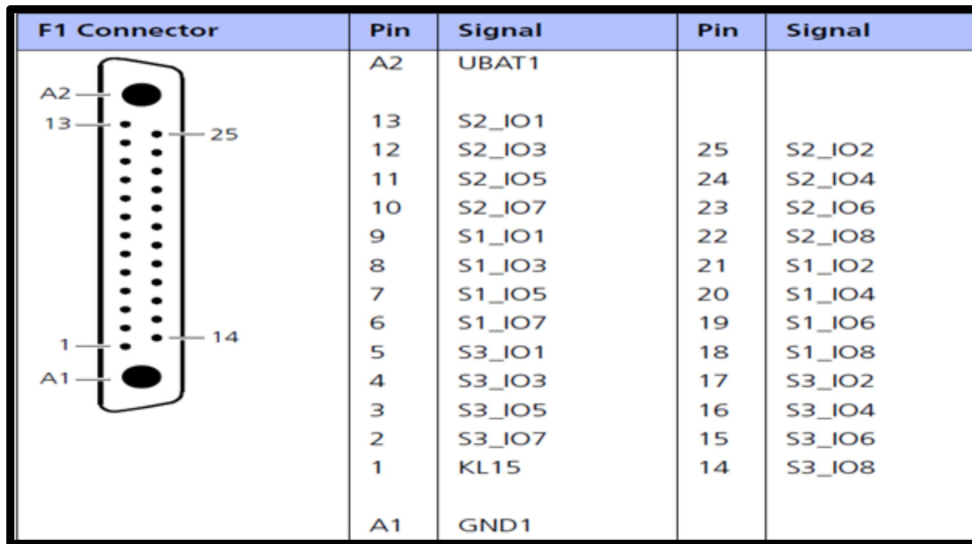 F1 Connector Pin Signal Pin Signal
A2 UBAT1
A2
13 25
13 S2_IO1
12 S2_IO3 25 S2_IO2
11 S2_IO5 24 S2_IO4
10 S2_IO7 23 S2_IO6
9 S1_IO1 22 S2_IO8
8 S1_IO3 21 S1_IO2
7 S1_IO5 20 S1_IO4
6 S1_IO7 19 S1_IO6
1 14
5 S3_IO1 18 S1_IO8
A1
4 S3_IO3 17 S3_IO2
3 S3_IO5 16 S3_IO4
2 S3_IO7 15 S3_IO6
1 KL15 14 S3_IO8
A1 GND1